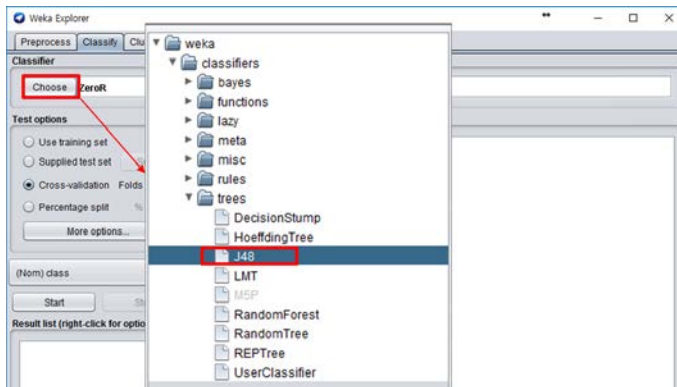 Weka Explorer
Preprocess Classify Clu
Classifier
Choose ZeroR
Test options
Use training set
Supplied test set
Cross-validation Folds
Percentage split %
More options...
(Nom) class
Start
Result list (right-click for optio
weka
classifiers
bayes
functions
lazy
meta
misc
rules
trees
DecisionStump
HoeffdingTree
J48
LMT
M5P
RandomForest
RandomTree
REPTree
UserClassifier